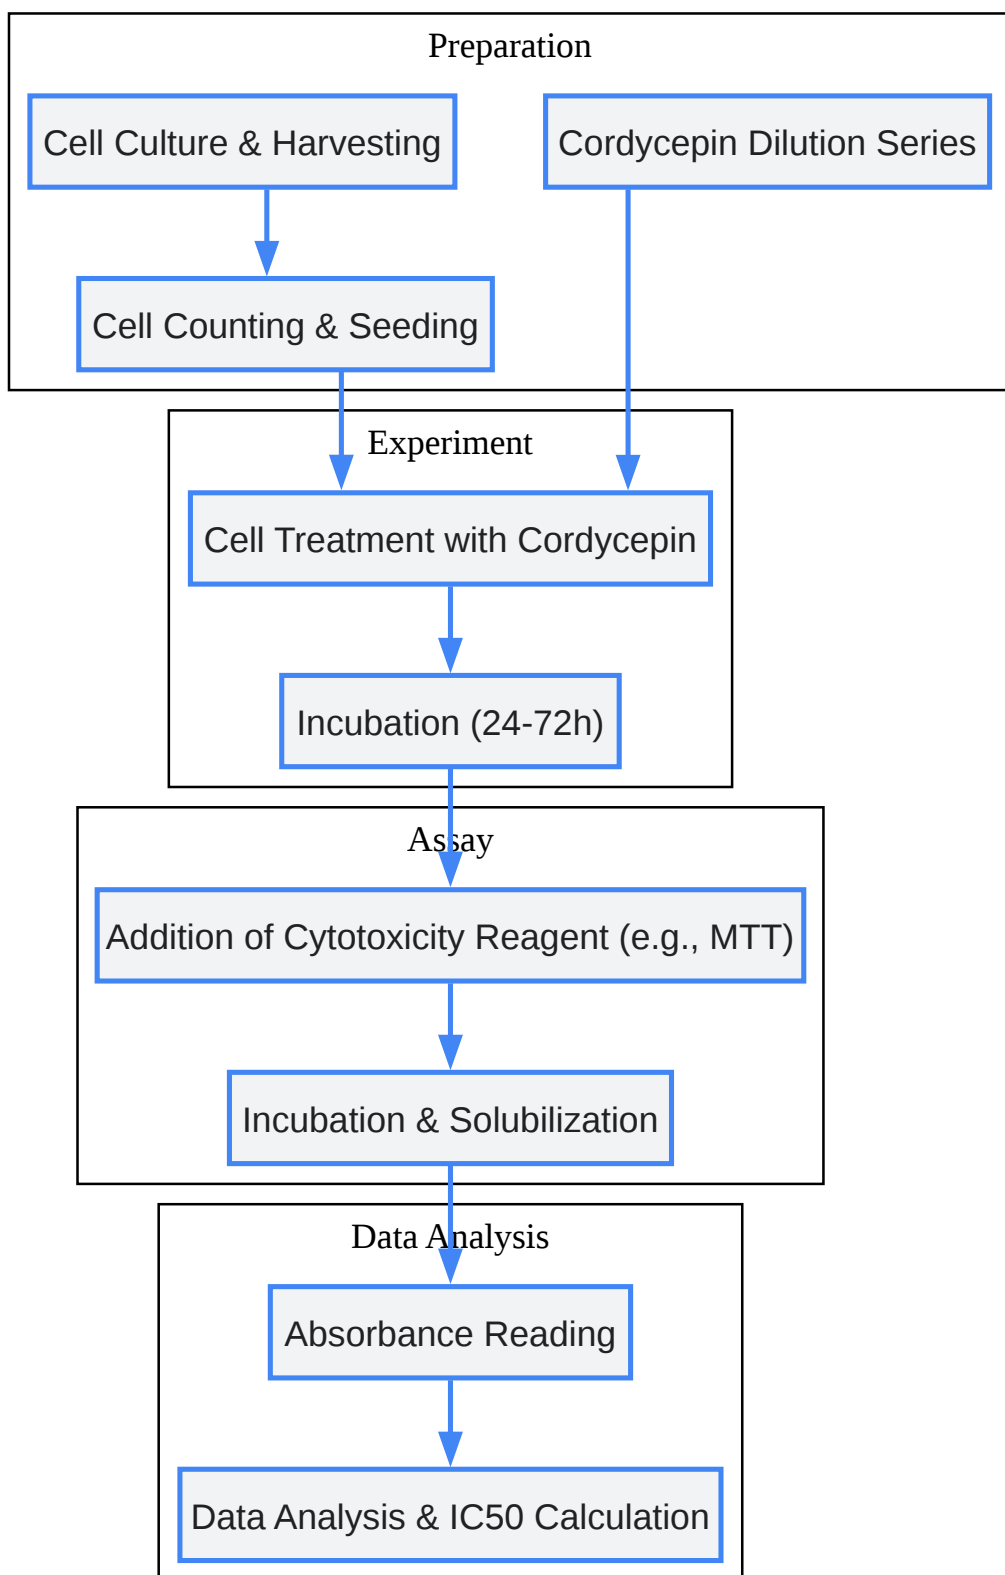 Preparation
Cell Culture & Harvesting
Cordycepin Dilution Series
Cell Counting & Seeding
Experiment
Cell Treatment with Cordycepin
Incubation (24-72h)
Assay
Addition of Cytotoxicity Reagent (e.g., MTT)
Incubation & Solubilization
Data Analysis
Absorbance Reading
Data Analysis & IC50 Calculation